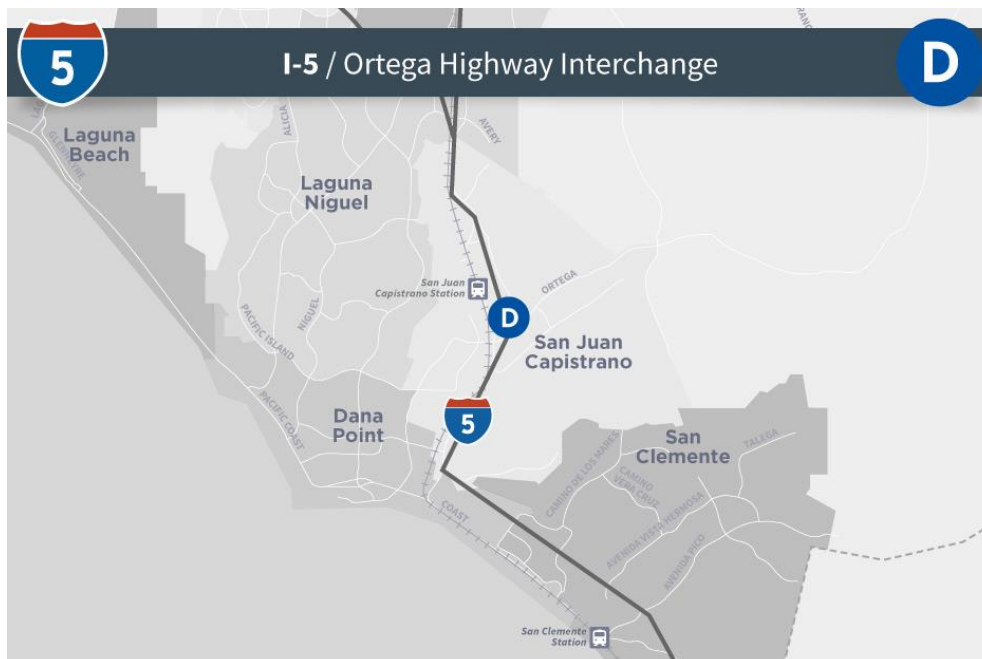 5
I-5 / Ortega Highway Interchange
D
Laguna
Beach
GLENNEYRE
ALICIA
AVERY
Laguna
Niguel
San Juan
Capistrano Station
ORTEGA
D
NIGUEL
PACIFIC ISLAND
San Juan
Capistrano
PACIFIC COAST
Dana
Point
5
San
Clemente
TALEGA
CAMINO DE LOS MARES
CAMINO
VERA CRUZ
COAST
AVENIDA VISTA HERMOSA
AVENIDA PICO
San Clemente
Station